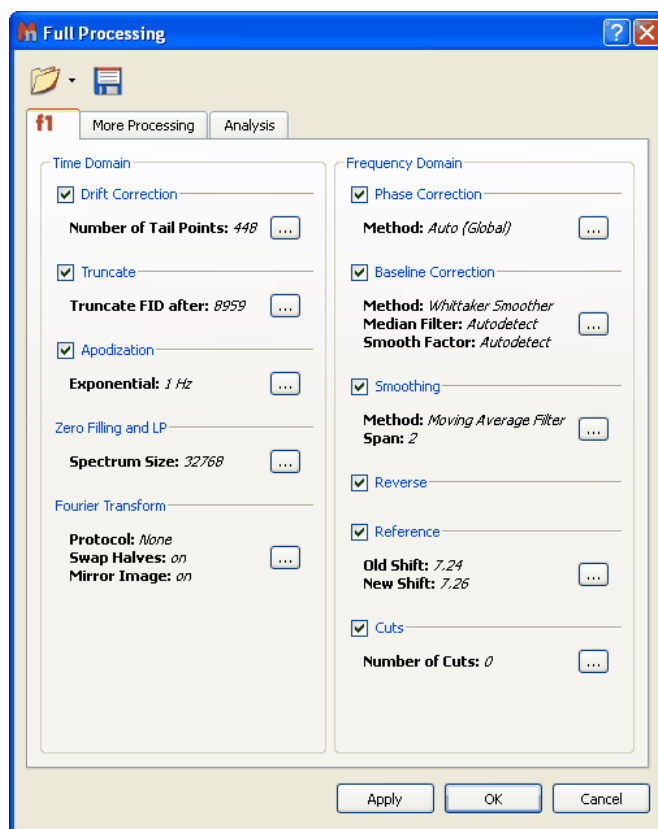 Full Processing
f1
More Processing
Analysis
Time Domain
Drift Correction
Number of Tail Points: 448
...
Truncate
Truncate FID after: 8959
...
Apodization
Exponential: 1 Hz
...
Zero Filling and LP
Spectrum Size: 32768
...
Fourier Transform
Protocol: None
Swap Halves: on
...
Mirror Image: on
Frequency Domain
Phase Correction
Method: Auto (Global)
...
Baseline Correction
Method: Whittaker Smoother
Median Filter: Autodetect
...
Smooth Factor: Autodetect
Smoothing
Method: Moving Average Filter
...
Span: 2
Reverse
Reference
Old Shift: 7.24
...
New Shift: 7.26
Cuts
Number of Cuts: 0
...
Apply
OK
Cancel